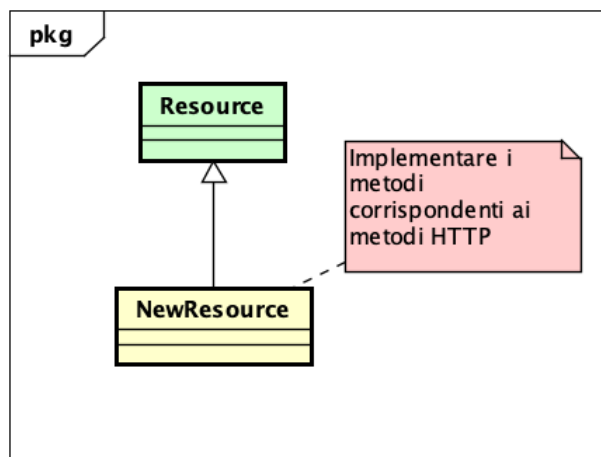 pkg
Resource
Implementare i
metodi
corrispondenti ai
metodi HTTP
NewResource